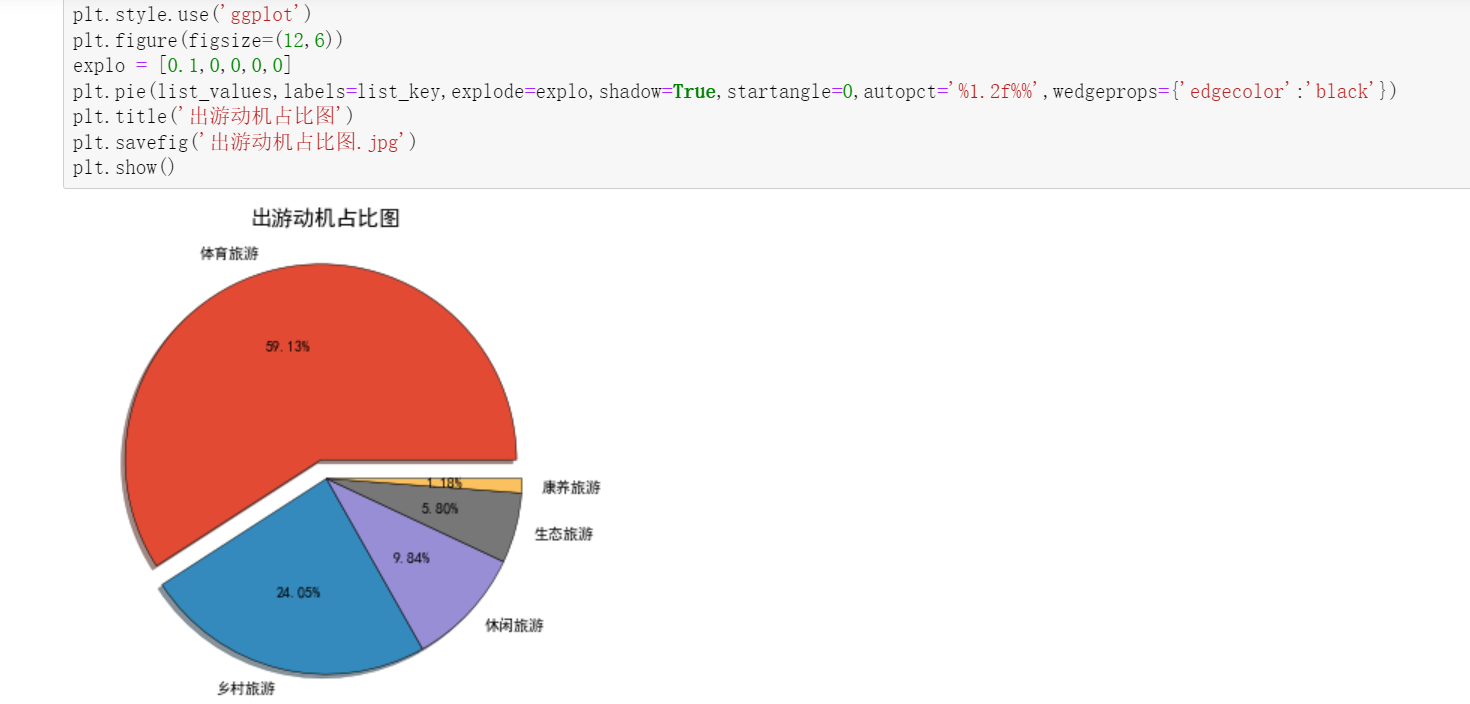 plt.style.use('ggplot')
plt.figure(figsize=(12,6))
explo = [0.1,0,0,0,0]
plt.pie(list_values,labels=list_key,explode=explo,shadow=True,startangle=0,autopct='%1.2f%%',wedgeprops={'edgecolor':'black'})
plt.title('出游动机占比图')
plt.savefig('出游动机占比图.jpg')
plt.show()
出游动机占比图
体育旅游
59.13%
1.18%
康养旅游
5.80%
生态旅游
9.84%
24.05%
休闲旅游
乡村旅游